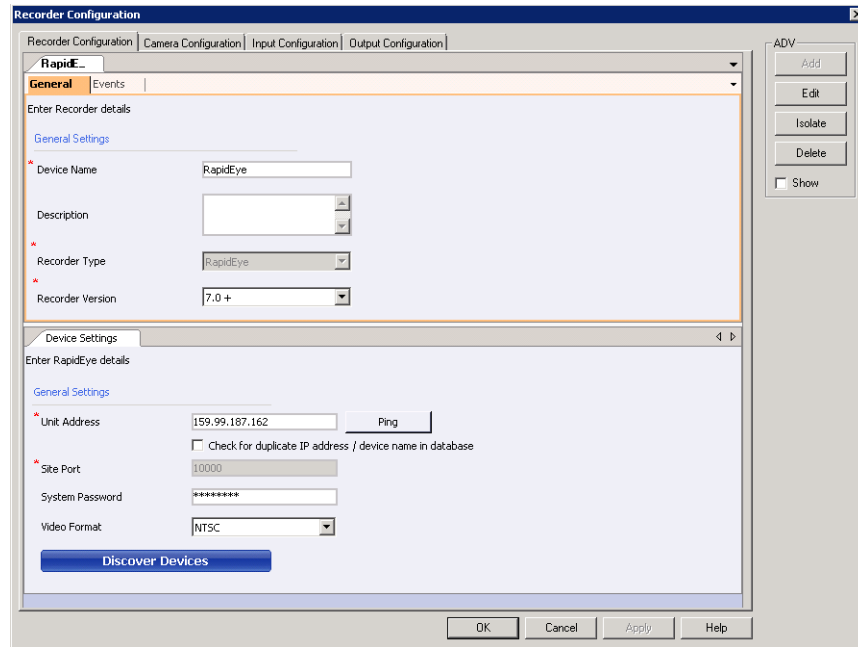 Recorder Configuration
Recorder Configuration Camera Configuration Input Configuration Output Configuration
RapidE...
General Events
Enter Recorder details
General Settings
* Device Name RapidEye
Description
* Recorder Type RapidEye
* Recorder Version 7.0 +
Device Settings
Enter RapidEye details
General Settings
* Unit Address 159.99.187.162 Ping
Check for duplicate IP address / device name in database
* Site Port 10000
System Password ********
Video Format NTSC
Discover Devices
OK Cancel Apply Help
ADV
Add
Edit
Isolate
Delete
Show